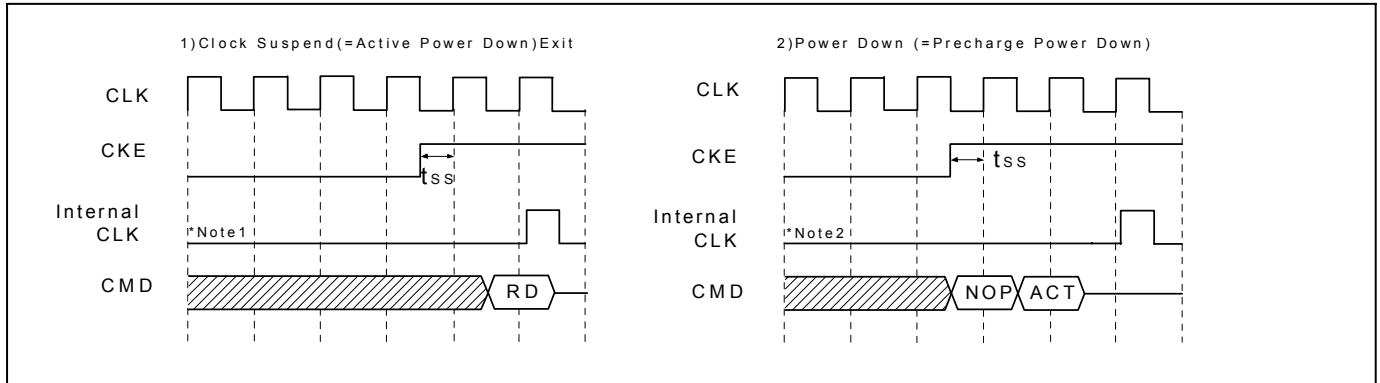 1)Clock Suspend(=Active Power Down)Exit
CLK
CKE
tss
Internal
CLK
*Note1
CMD
RD
2)Power Down (=Precharge Power Down)
CLK
CKE
tss
Internal
CLK
*Note2
CMD
NOP
ACT